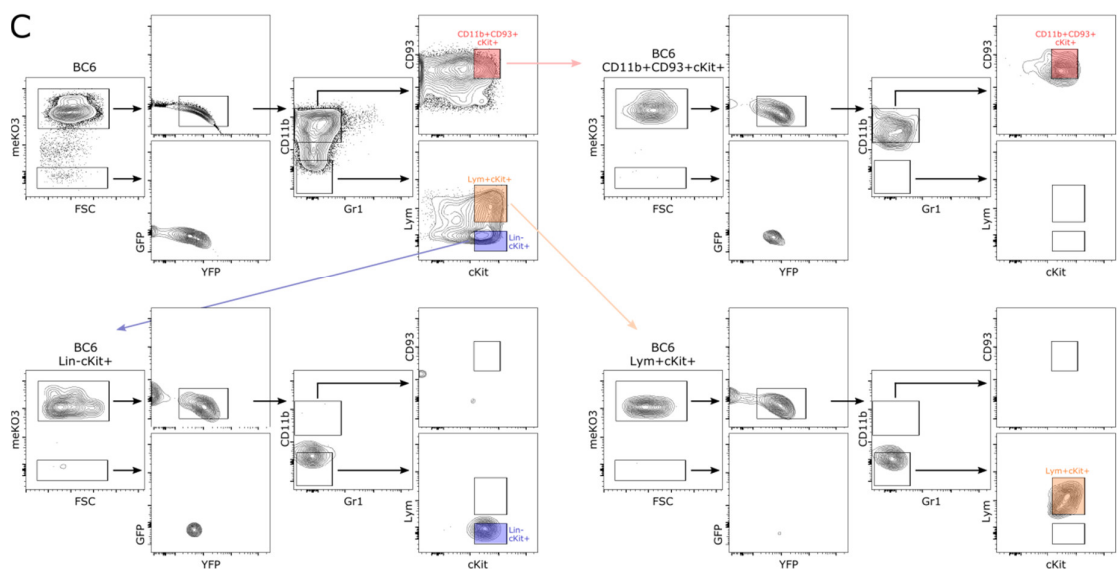 C
BC6
meKO3
FSC
GFP
YFP
CD11b
Gr1
CD93
CD11b+CD93+
cKit+
Lym
Lym+cKit+
Lin-
cKit+
cKit
BC6
CD11b+CD93+cKit+
meKO3
FSC
GFP
YFP
CD11b
Gr1
CD93
CD11b+CD93+
cKit+
Lym
cKit
BC6
Lin-cKit+
meKO3
FSC
GFP
YFP
CD11b
Gr1
CD93
Lym
Lin-
cKit+
cKit
BC6
Lym+cKit+
meKO3
FSC
GFP
YFP
CD11b
Gr1
CD93
Lym
Lym+cKit+
cKit